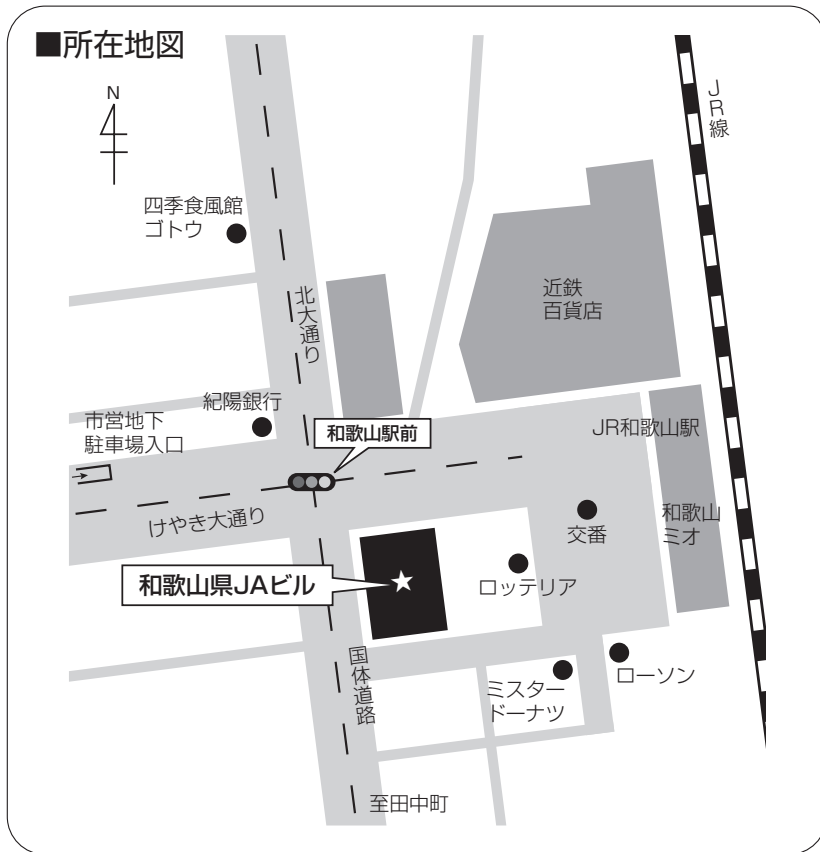 ■所在地図
N
JR線
四季食風館
ゴトウ
北大通り
近鉄
百貨店
紀陽銀行
市営地下
駐車場入口
和歌山駅前
JR和歌山駅
けやき大通り
交番
和歌山
ミオ
和歌山県JAビル
ロッテリア
国体道路
ミスター
ドーナツ
ローソン
至田中町